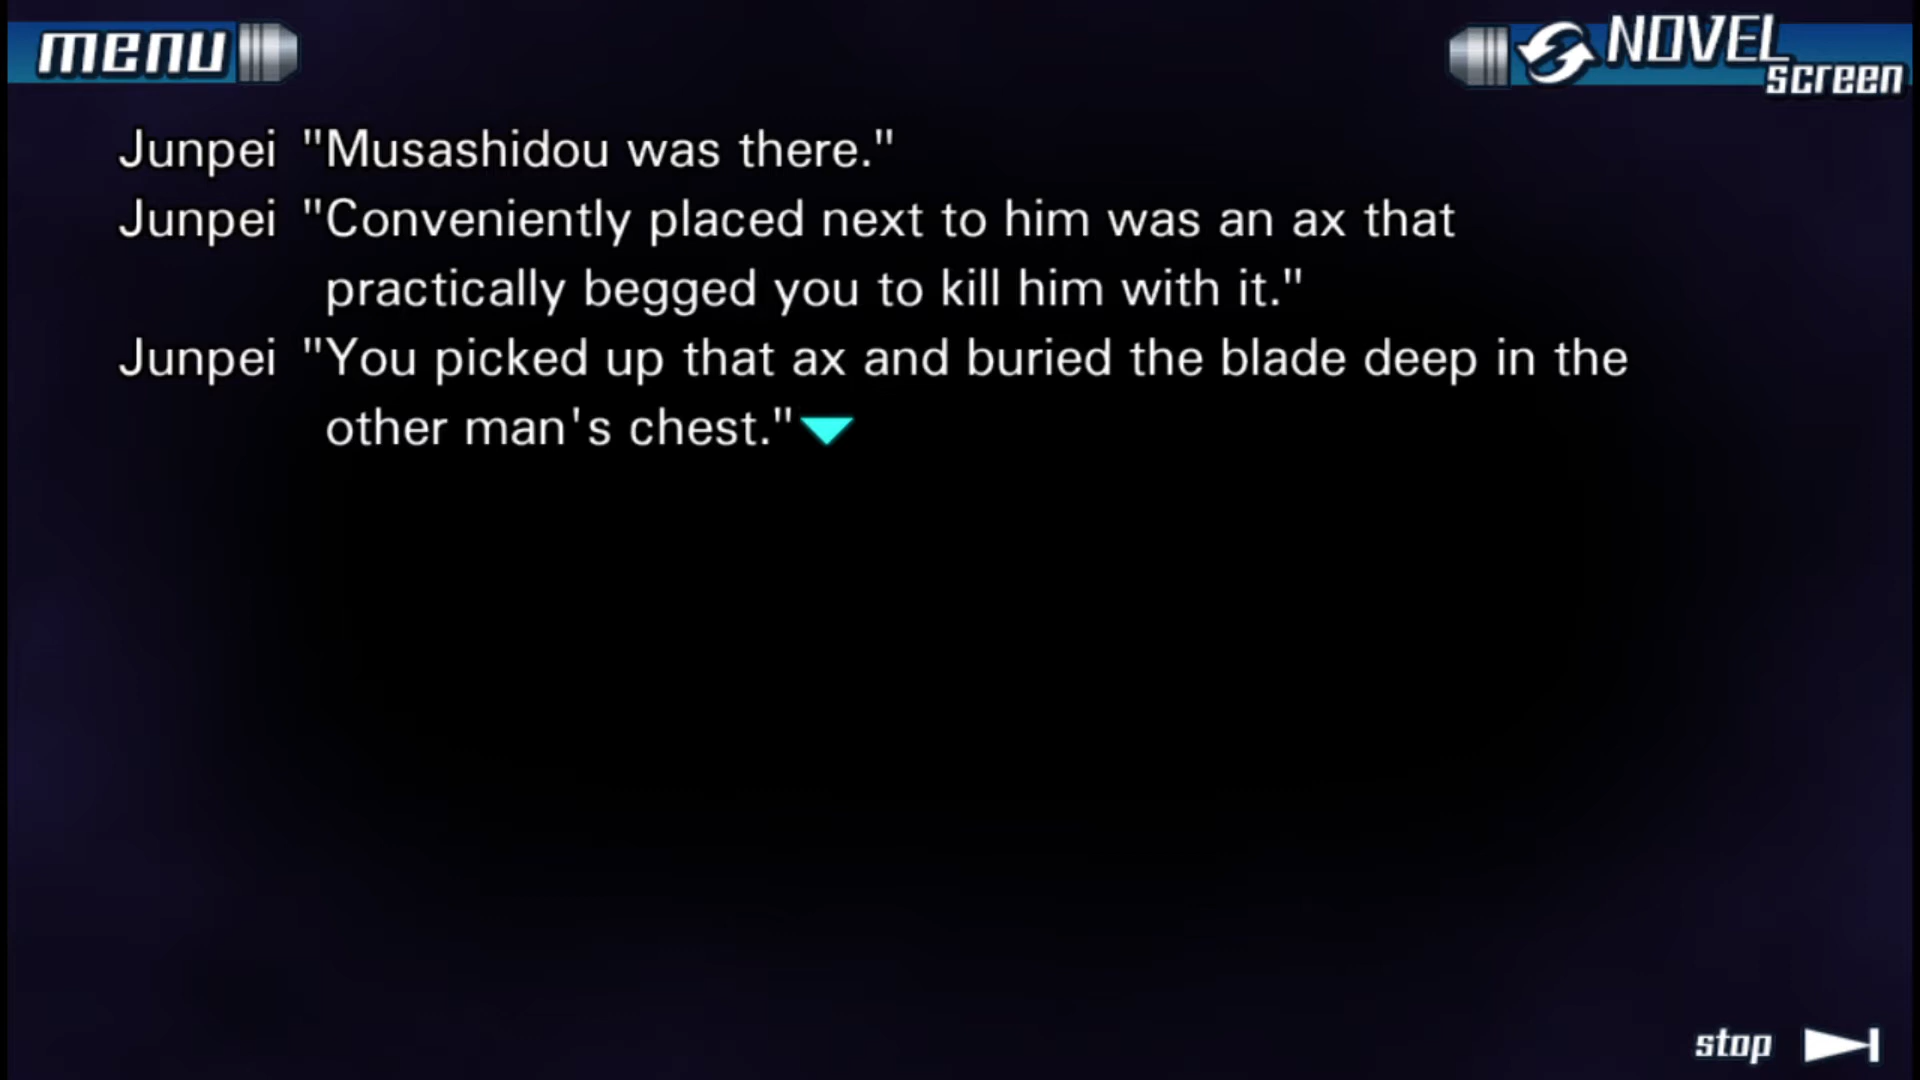 menu
NOVEL
screen
Junpei "Musashidou was there."
Junpei "Conveniently placed next to him was an ax that
practically begged you to kill him with it."
Junpei "You picked up that ax and buried the blade deep in the
other man's chest."
stop